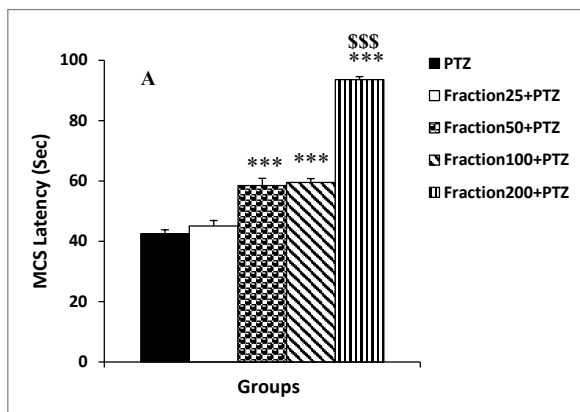 $$$
100
***
PTZ
A
80
Fraction25+PTZ
Fraction50+PTZ
***
***
60
Fraction100+PTZ
Fraction200+PTZ
40
20
0
MCS Latency (Sec)
Groups